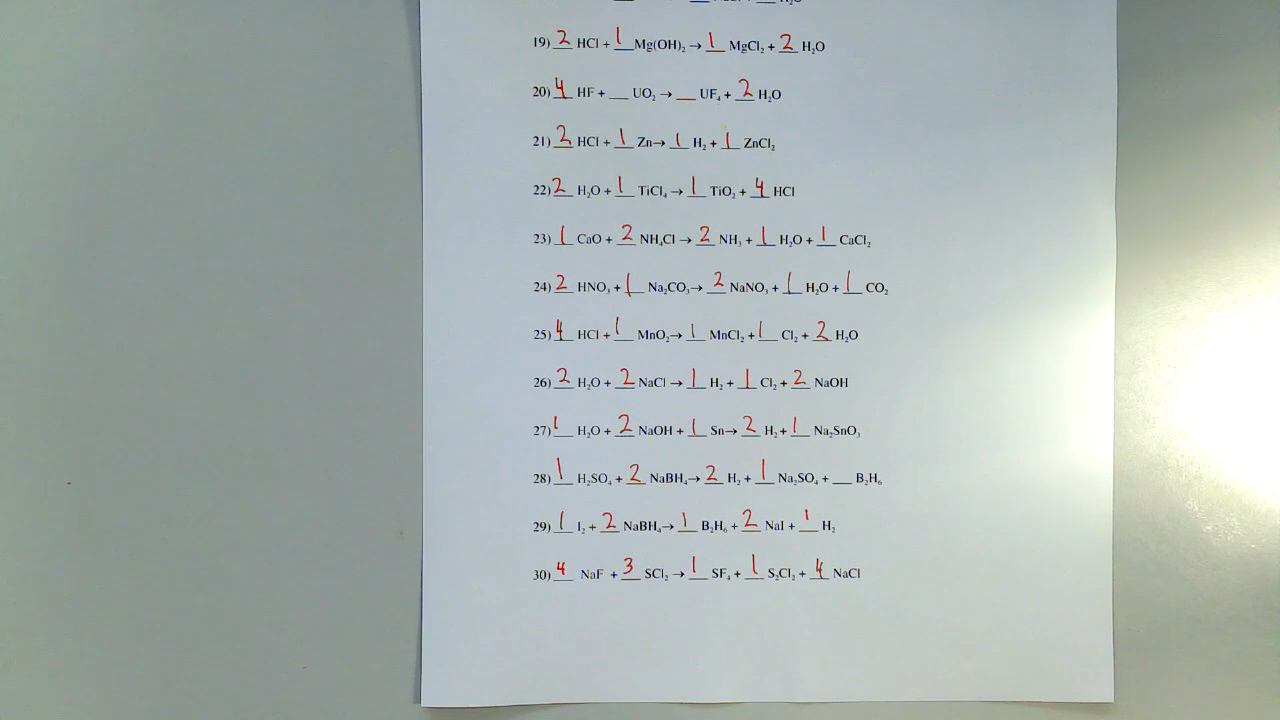 19) 2 HCl + 1 Mg(OH)₂ → 1 MgCl₂ + 2 H₂O
20) 4 HF + __ UO₂ → __ UF₄ + 2 H₂O
21) 2 HCl + 1 Zn → 1 H₂ + 1 ZnCl₂
22) 2 H₂O + 1 TiCl₄ → 1 TiO₂ + 4 HCl
23) 1 CaO + 2 NH₄Cl → 2 NH₃ + 1 H₂O + 1 CaCl₂
24) 2 HNO₃ + 1 Na₂CO₃ → 2 NaNO₃ + 1 H₂O + 1 CO₂
25) 4 HCl + 1 MnO₂ → 1 MnCl₂ + 1 Cl₂ + 2 H₂O
26) 2 H₂O + 2 NaCl → 1 H₂ + 1 Cl₂ + 2 NaOH
27) 1 H₂O + 2 NaOH + 1 Sn → 2 H₂ + 1 Na₂SnO₃
28) 1 H₂SO₄ + 2 NaBH₄ → 2 H₂ + 1 Na₂SO₄ + __ B₂H₆
29) 1 I₂ + 2 NaBH₄ → 1 B₂H₆ + 2 NaI + 1 H₂
30) 4 NaF + 3 SCl₂ → 1 SF₄ + 1 S₂Cl₂ + 4 NaCl